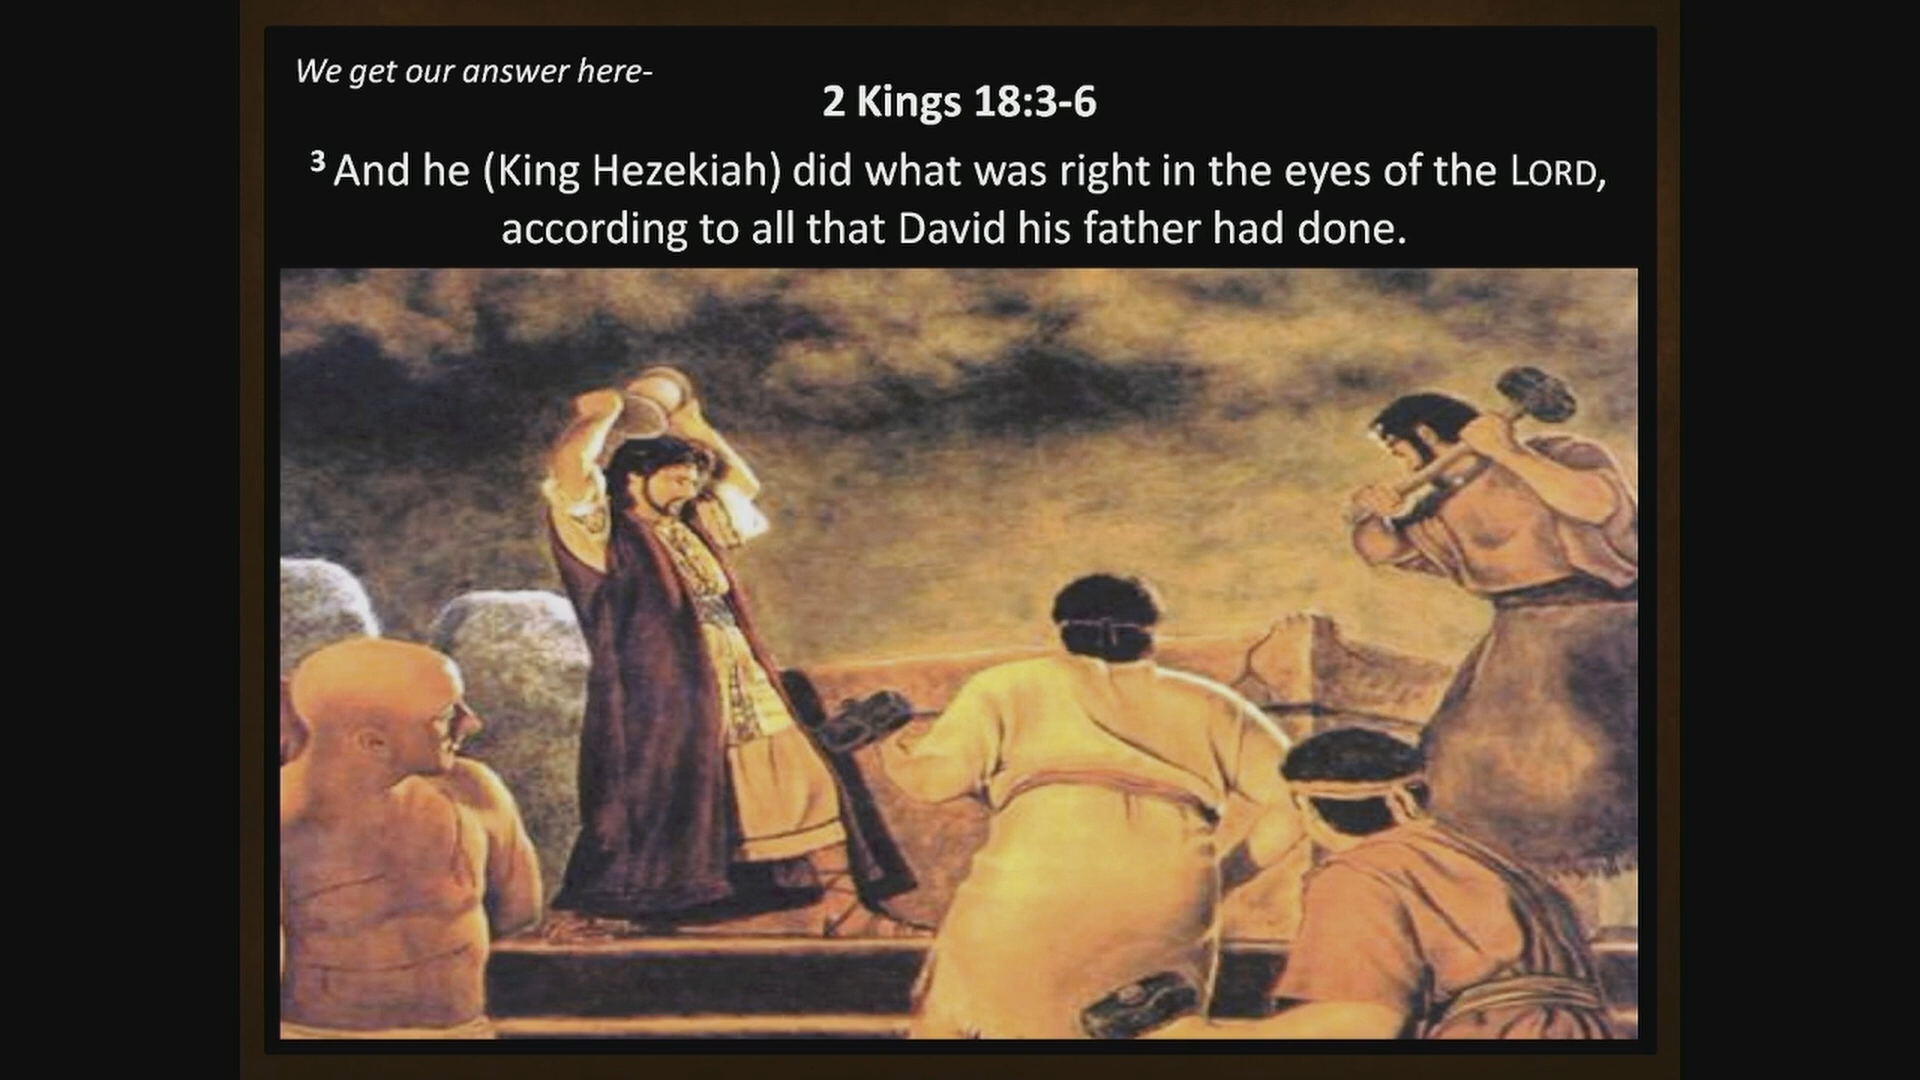 We get our answer here-
2 Kings 18:3-6
3 And he (King Hezekiah) did what was right in the eyes of the LORD,
according to all that David his father had done.